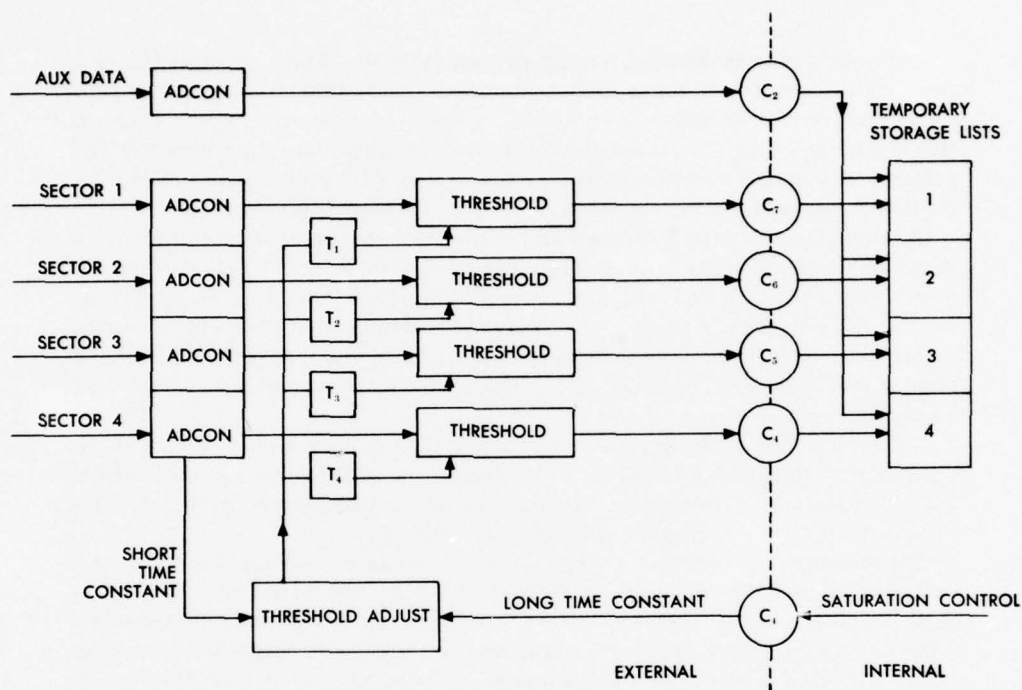 AUX DATA
ADCON
C₂
TEMPORARY
STORAGE LISTS
SECTOR 1
ADCON
THRESHOLD
C₇
1
T₁
SECTOR 2
ADCON
THRESHOLD
C₆
2
T₂
SECTOR 3
ADCON
THRESHOLD
C₅
3
T₃
SECTOR 4
ADCON
THRESHOLD
C₄
4
T₄
SHORT
TIME
CONSTANT
THRESHOLD ADJUST
LONG TIME CONSTANT
SATURATION CONTROL
EXTERNAL
INTERNAL